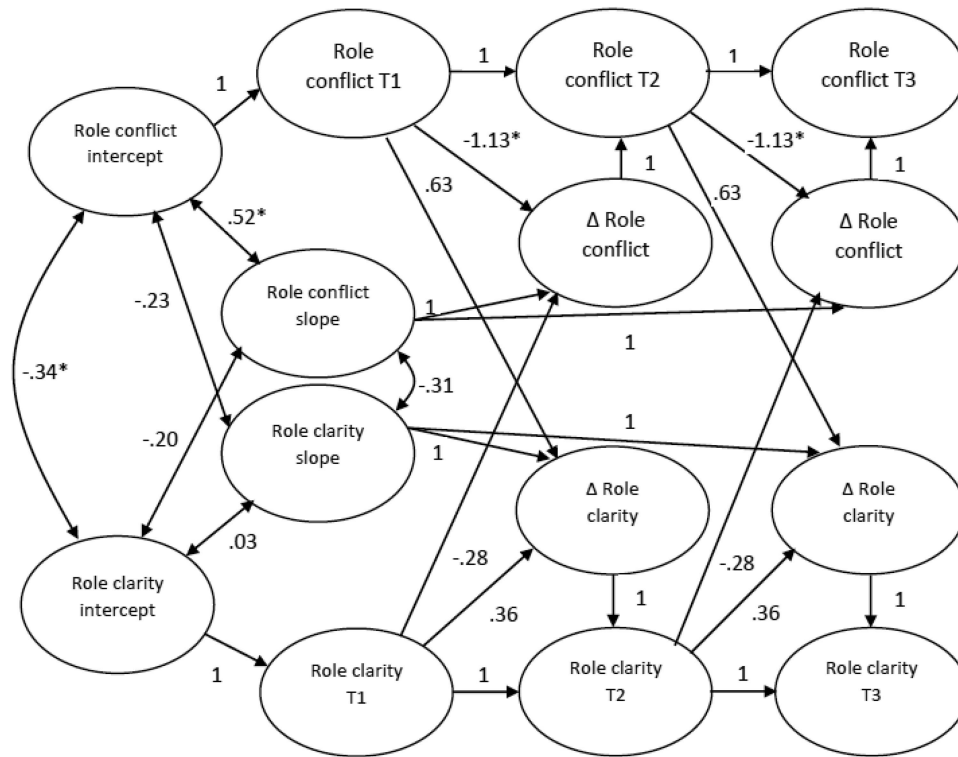 Role
conflict T1
1
Role
conflict T2
1
Role
conflict T3
1
Role conflict
intercept
-1.13*
.63
1
-1.13*
.63
1
Δ Role
conflict
Δ Role
conflict
.52*
-.23
Role conflict
slope
1
1
-.34*
-.31
-.20
Role clarity
slope
1
1
Δ Role
clarity
Δ Role
clarity
.03
Role clarity
intercept
-.28
.36
1
-.28
.36
1
1
Role clarity
T1
1
Role clarity
T2
1
Role clarity
T3